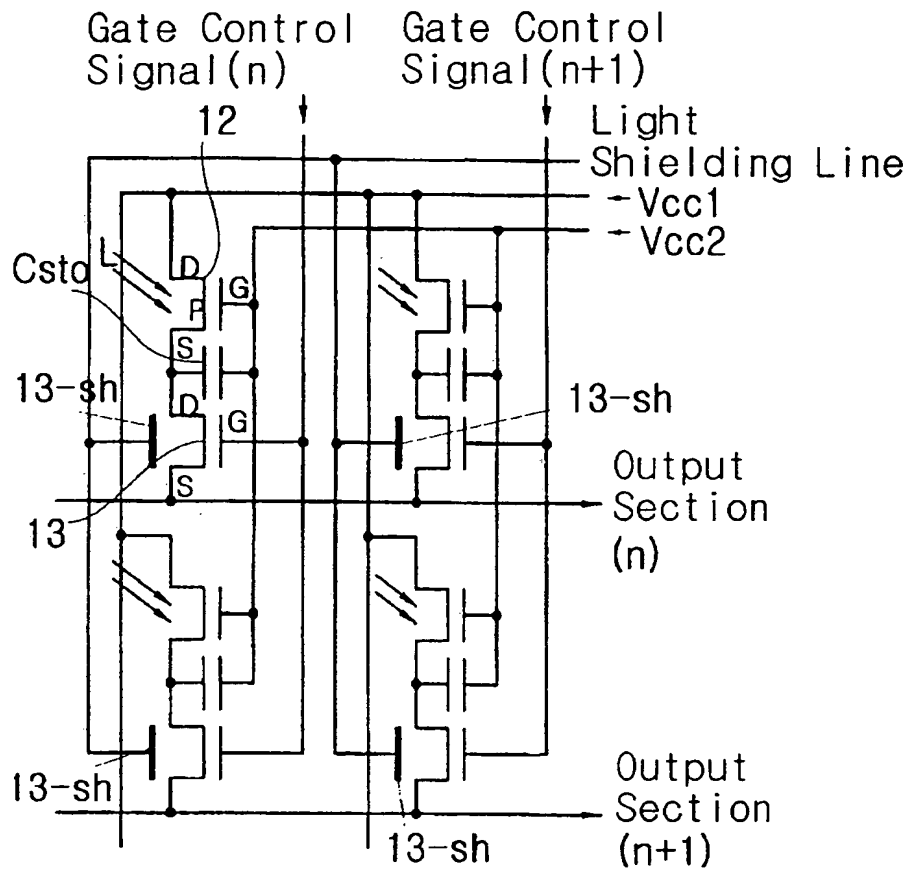 Gate Control
Signal(n)
Gate Control
Signal(n+1)
12
Light
Shielding Line
Vcc1
Vcc2
L
D
G
Csto
P
S
13-sh
D
G
13-sh
S
13
Output
Section
(n)
13-sh
13-sh
Output
Section
(n+1)